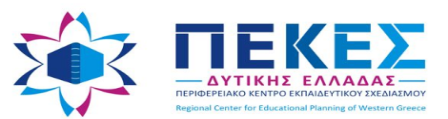 ΠΕΚΕΣ
ΔΥΤΙΚΗΣ ΕΛΛΑΔΑΣ
ΠΕΡΙΦΕΡΕΙΑΚΟ ΚΕΝΤΡΟ ΕΚΠΑΙΔΕΥΤΙΚΟΥ ΣΧΕΔΙΑΣΜΟΥ
Regional Center for Educational Planning of Western Greece